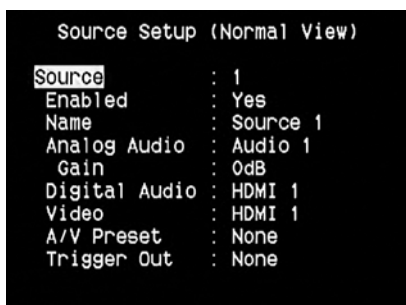 Source Setup (Normal View)
Source : 1
Enabled : Yes
Name : Source 1
Analog Audio : Audio 1
Gain : 0dB
Digital Audio : HDMI 1
Video : HDMI 1
A/V Preset : None
Trigger Out : None